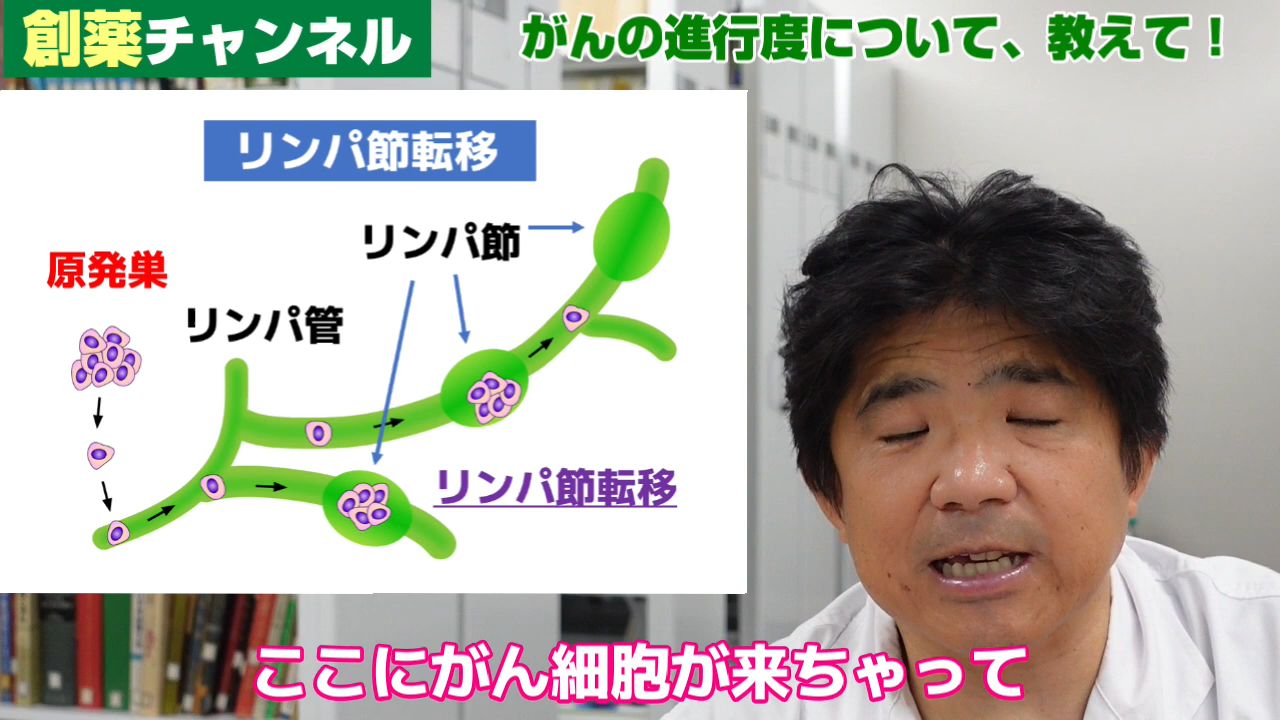 創薬チャンネル
がんの進行度について、教えて！
リンパ節転移
リンパ節
原発巣
リンパ管
リンパ節転移
ここにがん細胞が来ちゃって